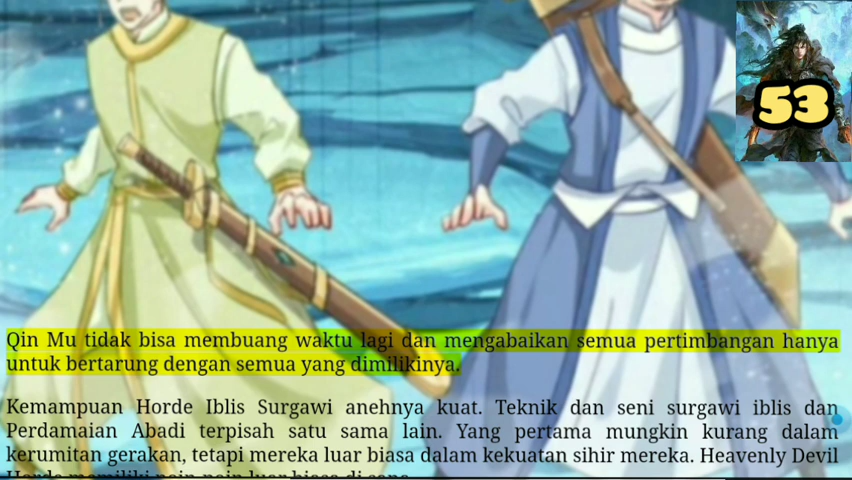 53
Qin Mu tidak bisa membuang waktu lagi dan mengabaikan semua pertimbangan hanya
untuk bertarung dengan semua yang dimilikinya.
Kemampuan Horde Iblis Surgawi anehnya kuat. Teknik dan seni surgawi iblis dan
Perdamaian Abadi terpisah satu sama lain. Yang pertama mungkin kurang dalam
kerumitan gerakan, tetapi mereka luar biasa dalam kekuatan sihir mereka. Heavenly Devil